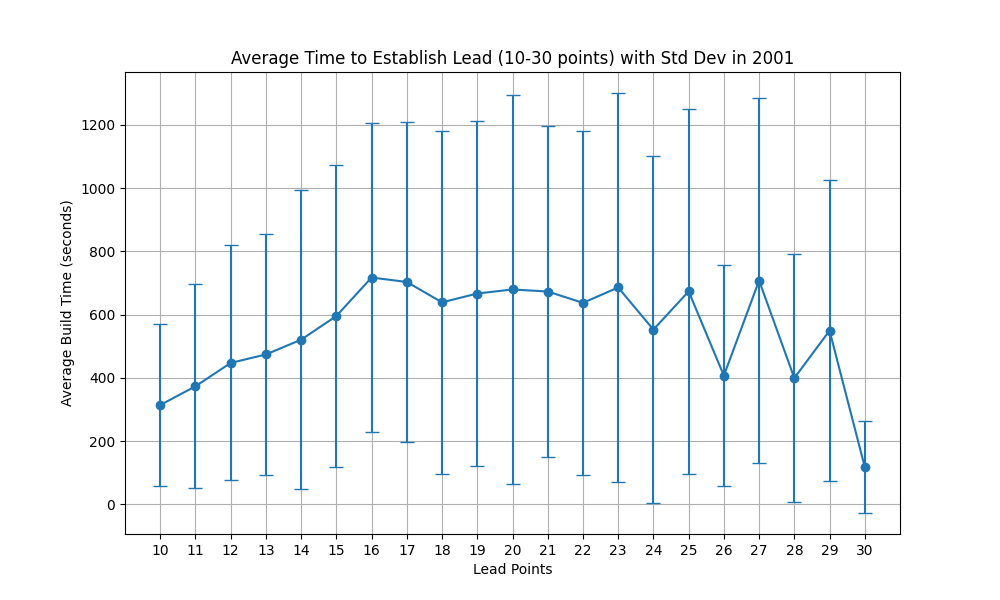 Average Time to Establish Lead (10-30 points) with Std Dev in 2001
Average Build Time (seconds)
1200
1000
800
600
400
200
0
10 11 12 13 14 15 16 17 18 19 20 21 22 23 24 25 26 27 28 29 30
Lead Points